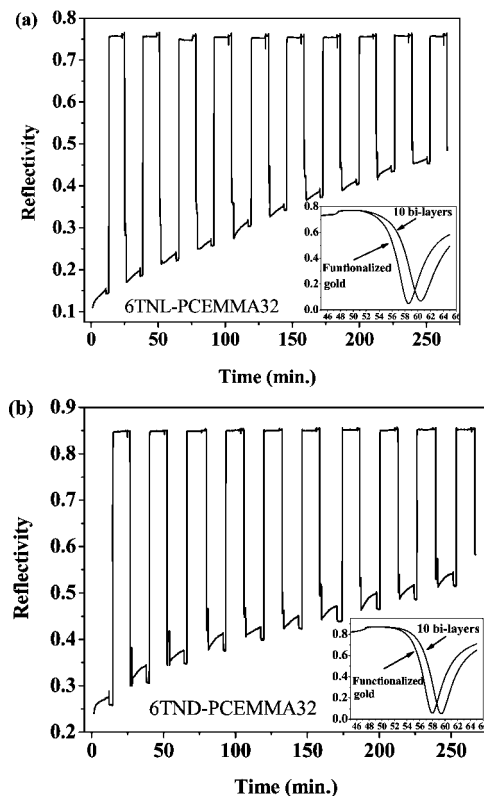 (a)
0.8
0.7
0.6
0.5
0.4
0.3
0.2
0.1
Reflectivity
0.8
0.6
0.4
0.2
0.0
10 bi-layers
Funtionalized
gold
46 48 50 52 54 56 58 60 62 64 66
6TNL-PCEMMA32
0 50 100 150 200 250
Time (min.)
(b)
0.9
0.8
0.7
0.6
0.5
0.4
0.3
0.2
Reflectivity
0.8
0.6
0.4
0.2
0.0
10 bi-layers
Functionalized
gold
46 48 50 52 54 56 58 60 62 64 66
6TND-PCEMMA32
0 50 100 150 200 250
Time (min.)